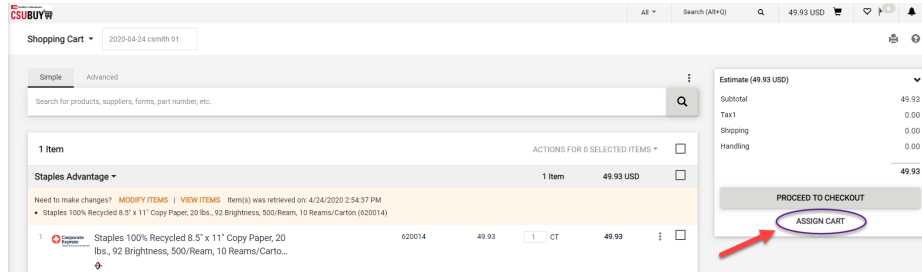 CSUBUY
All
Search (Alt+Q)
49.93 USD
Shopping Cart
2020-04-24 csmith 01
Simple Advanced
Search for products, suppliers, forms, part number, etc.
1 Item ACTIONS FOR 0 SELECTED ITEMS
Staples Advantage 1 Item 49.93 USD
Need to make changes? MODIFY ITEMS | VIEW ITEMS Item(s) was retrieved on: 4/24/2020 2:54:37 PM
• Staples 100% Recycled 8.5" x 11" Copy Paper, 20 lbs., 92 Brightness, 500/Ream, 10 Reams/Carton (620014)
1 Corporate Express Staples 100% Recycled 8.5" x 11" Copy Paper, 20 620014 49.93 1 CT 49.93
lbs., 92 Brightness, 500/Ream, 10 Reams/Carto...
Estimate (49.93 USD)
Subtotal 49.93
Tax1 0.00
Shipping 0.00
Handling 0.00
49.93
PROCEED TO CHECKOUT
ASSIGN CART